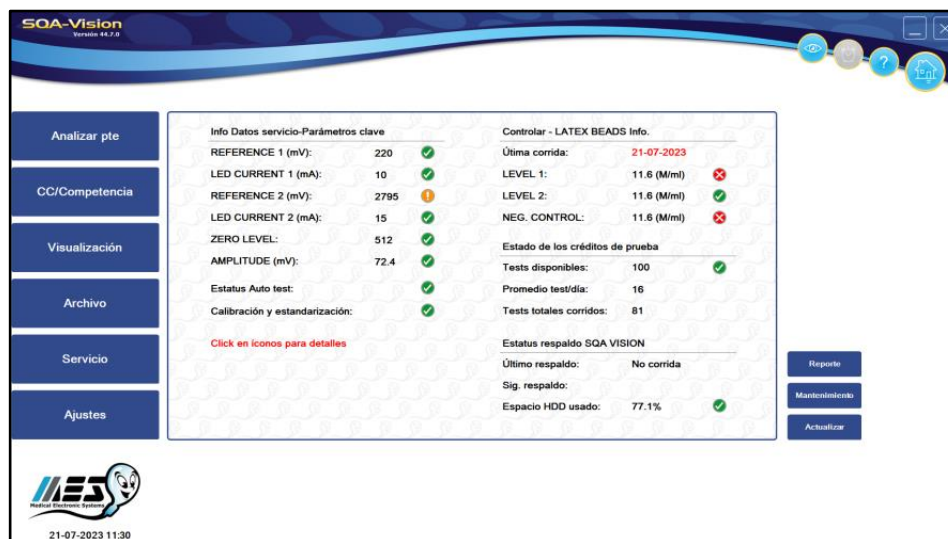 SQA-Vision
Versión 44.7.0
?
Analizar pte
CC/Competencia
Visualización
Archivo
Servicio
Ajustes
Info Datos servicio-Parámetros clave
REFERENCE 1 (mV): 220
LED CURRENT 1 (mA): 10
REFERENCE 2 (mV): 2795
LED CURRENT 2 (mA): 15
ZERO LEVEL: 512
AMPLITUDE (mV): 72.4
Estatus Auto test:
Calibración y estandarización:
Click en íconos para detalles
Controlar - LATEX BEADS Info.
Útima corrida: 21-07-2023
LEVEL 1: 11.6 (M/ml)
LEVEL 2: 11.6 (M/ml)
NEG. CONTROL: 11.6 (M/ml)
Estado de los créditos de prueba
Tests disponibles: 100
Promedio test/día: 16
Tests totales corridos: 81
Estatus respaldo SQA VISION
Último respaldo: No corrida
Sig. respaldo:
Espacio HDD usado: 77.1%
Reporte
Mantenimiento
Actualizar
MES
Medical Electronic Systems
21-07-2023 11:30